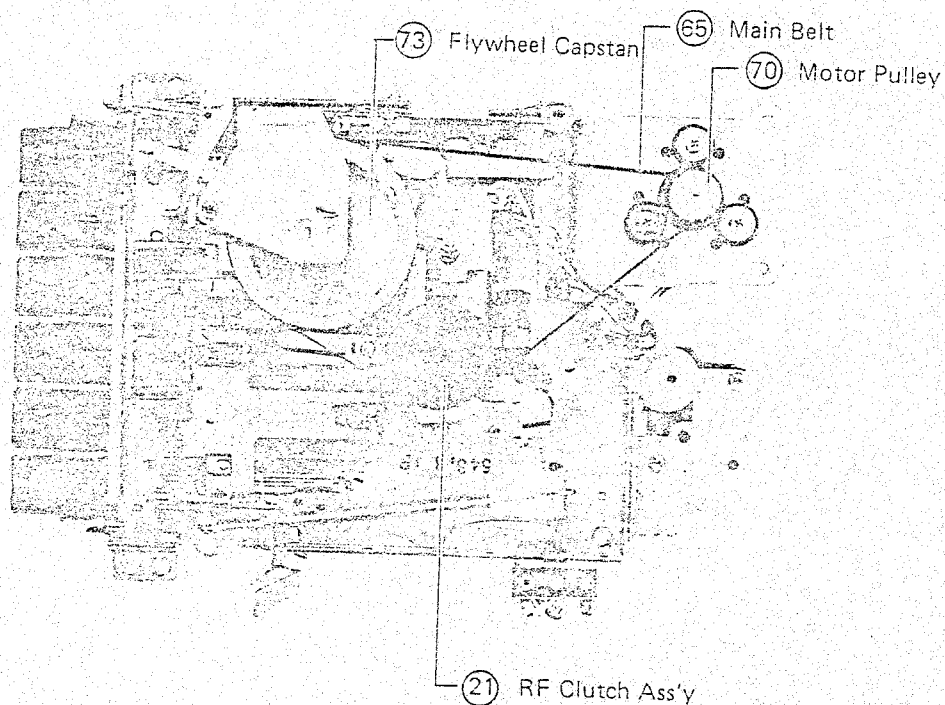 65 Main Belt
73 Flywheel Capstan
70 Motor Pulley
21 RF Clutch Ass'y